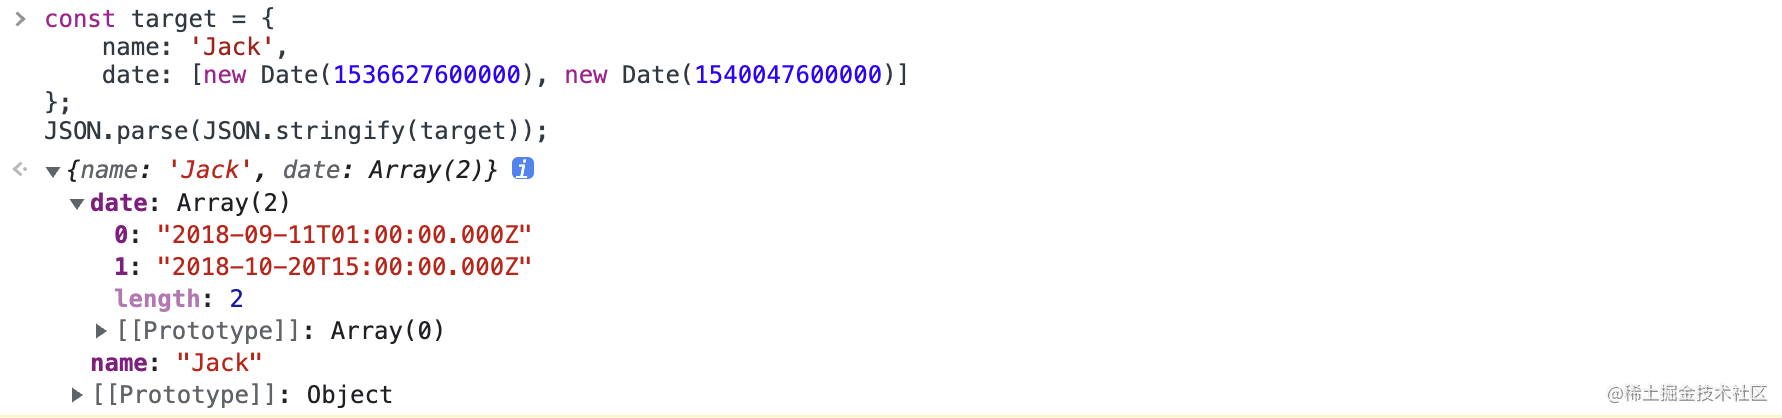 const target = {
    name: 'Jack',
    date: [new Date(1536627600000), new Date(1540047600000)]
};
JSON.parse(JSON.stringify(target));
{name: 'Jack', date: Array(2)} i
date: Array(2)
0: "2018-09-11T01:00:00.000Z"
1: "2018-10-20T15:00:00.000Z"
length: 2
[[Prototype]]: Array(0)
name: "Jack"
[[Prototype]]: Object
@稀土掘金技术社区